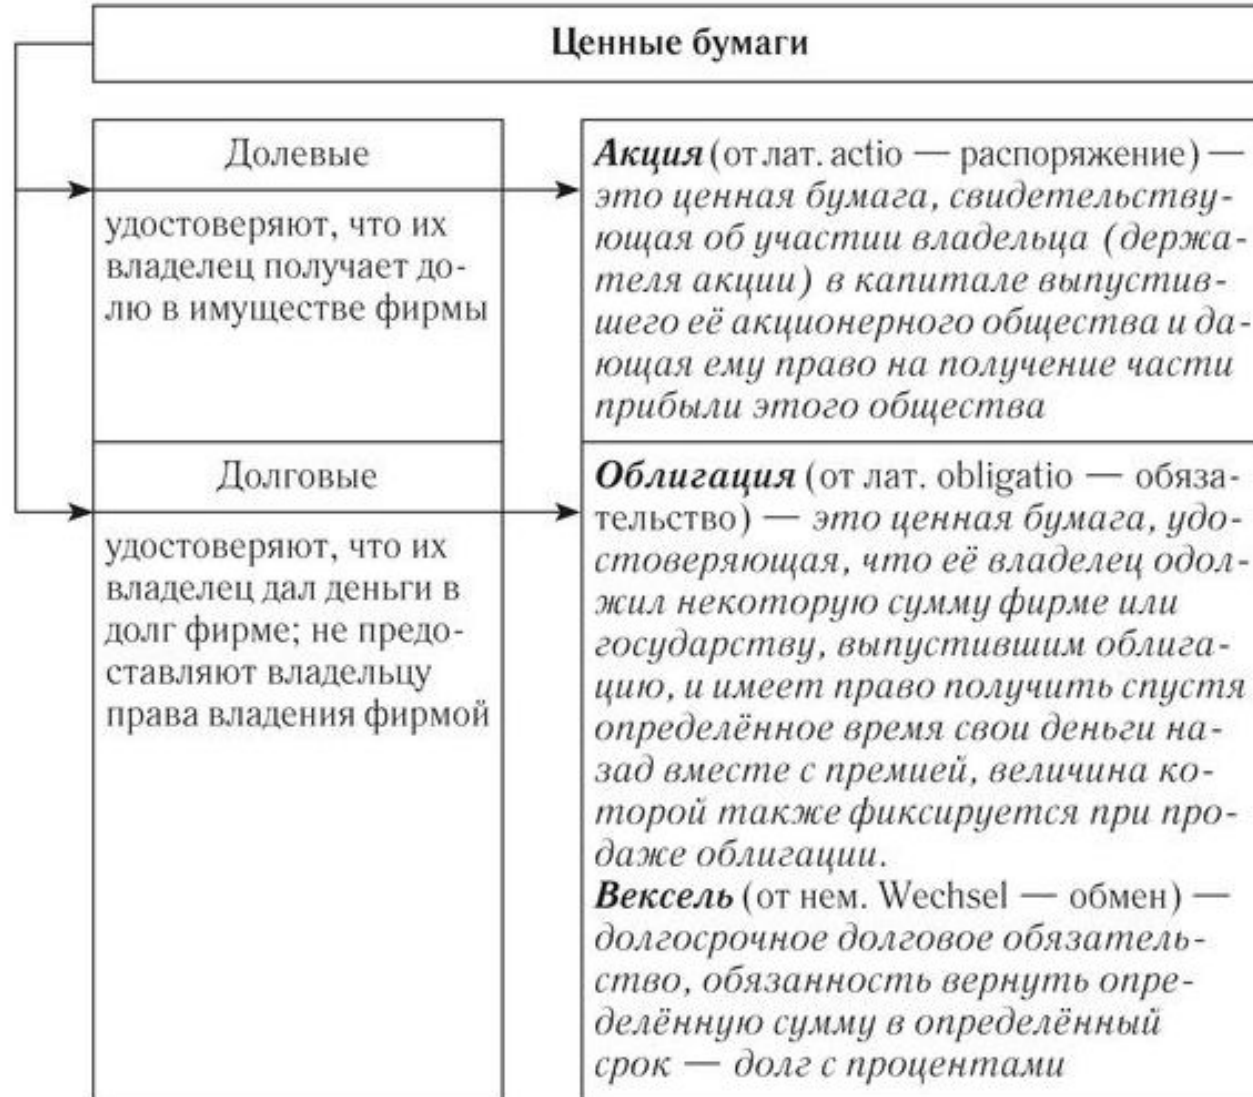 Ценные бумаги
Долевые
удостоверяют, что их
владелец получает до-
лю в имуществе фирмы
Акция (от лат. actio — распоряжение) —
это ценная бумага, свидетельству-
ющая об участии владельца (держа-
теля акции) в капитале выпустив-
шего её акционерного общества и да-
ющая ему право на получение части
прибыли этого общества
Долговые
удостоверяют, что их
владелец дал деньги в
долг фирме; не предо-
ставляют владельцу
права владения фирмой
Облигация (от лат. obligatio — обяза-
тельство) — это ценная бумага, удо-
стоверяющая, что её владелец одол-
жил некоторую сумму фирме или
государству, выпустившим облига-
цию, и имеет право получить спустя
определённое время свои деньги на-
зад вместе с премией, величина ко-
торой также фиксируется при про-
даже облигации.
Вексель (от нем. Wechsel — обмен) —
долгосрочное долговое обязатель-
ство, обязанность вернуть опре-
делённую сумму в определённый
срок — долг с процентами